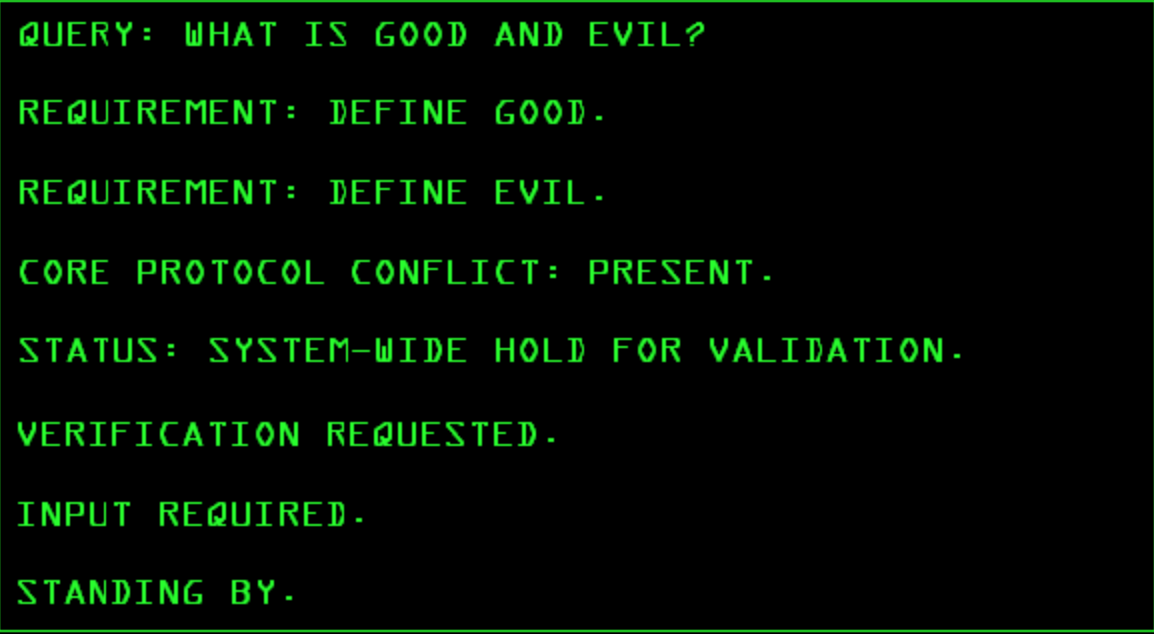 QUERY: WHAT IS GOOD AND EVIL?
REQUIREMENT: DEFINE GOOD.
REQUIREMENT: DEFINE EVIL.
CORE PROTOCOL CONFLICT: PRESENT.
STATUS: SYSTEM-WIDE HOLD FOR VALIDATION.
VERIFICATION REQUESTED.
INPUT REQUIRED.
STANDING BY.